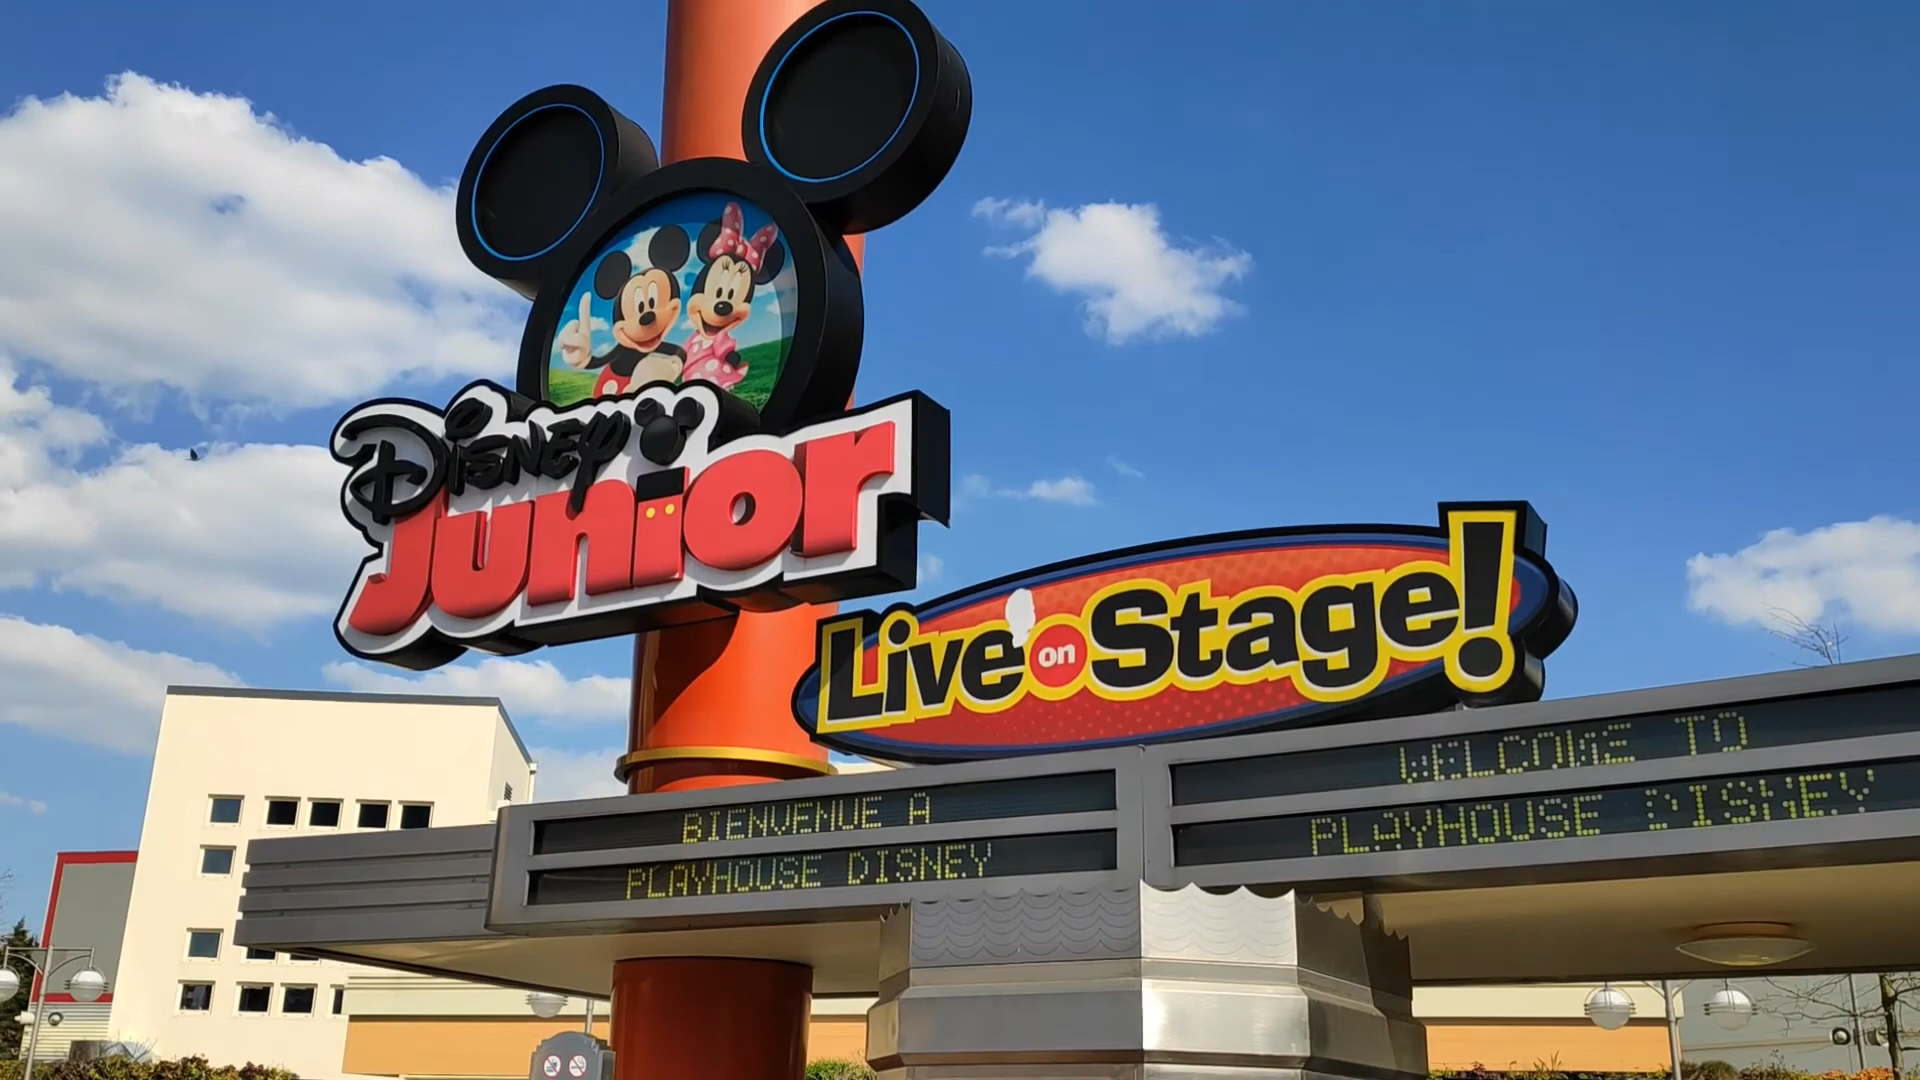 Disney
Junior
Live on Stage!
BIENVENUE A
PLAYHOUSE DISNEY
WELCOME TO
PLAYHOUSE DISNEY